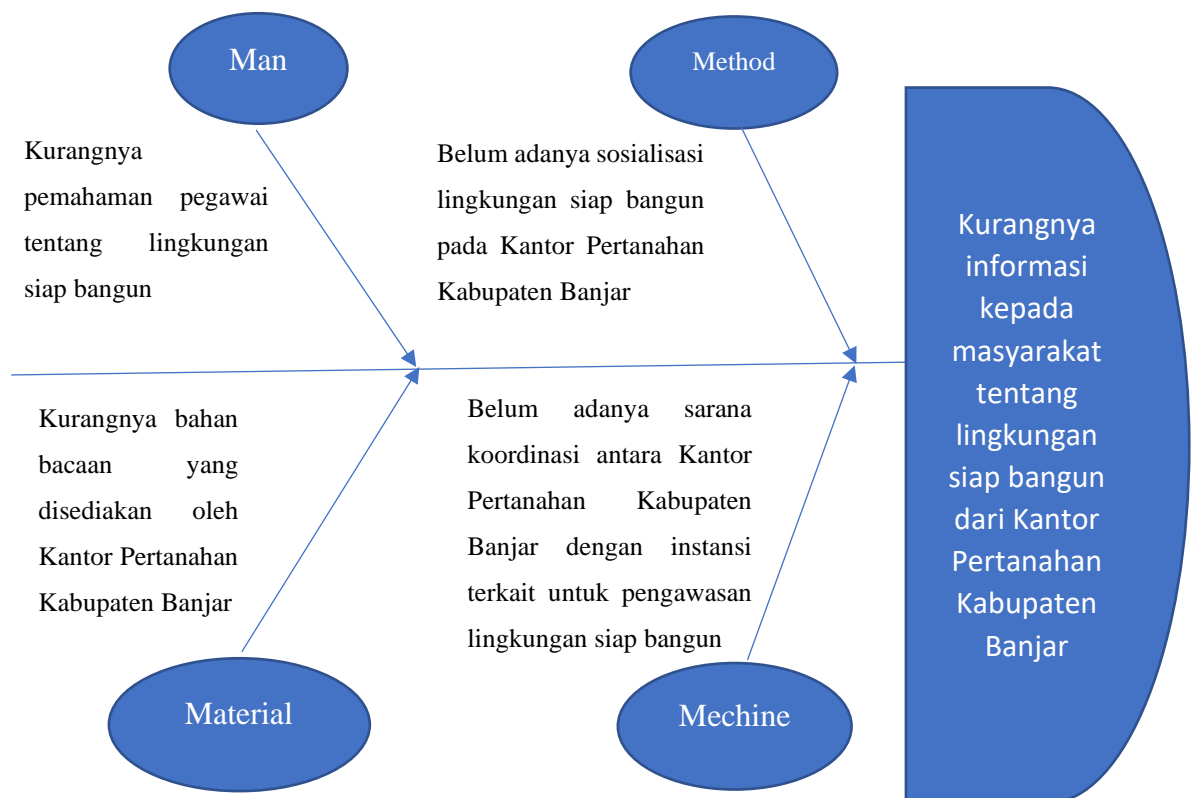 Man
Kurangnya
pemahaman pegawai
tentang lingkungan
siap bangun
Method
Belum adanya sosialisasi
lingkungan siap bangun
pada Kantor Pertanahan
Kabupaten Banjar
Kurangnya bahan
bacaan yang
disediakan oleh
Kantor Pertanahan
Kabupaten Banjar
Material
Belum adanya sarana
koordinasi antara Kantor
Pertanahan Kabupaten
Banjar dengan instansi
terkait untuk pengawasan
lingkungan siap bangun
Mechine
Kurangnya
informasi
kepada
masyarakat
tentang
lingkungan
siap bangun
dari Kantor
Pertanahan
Kabupaten
Banjar